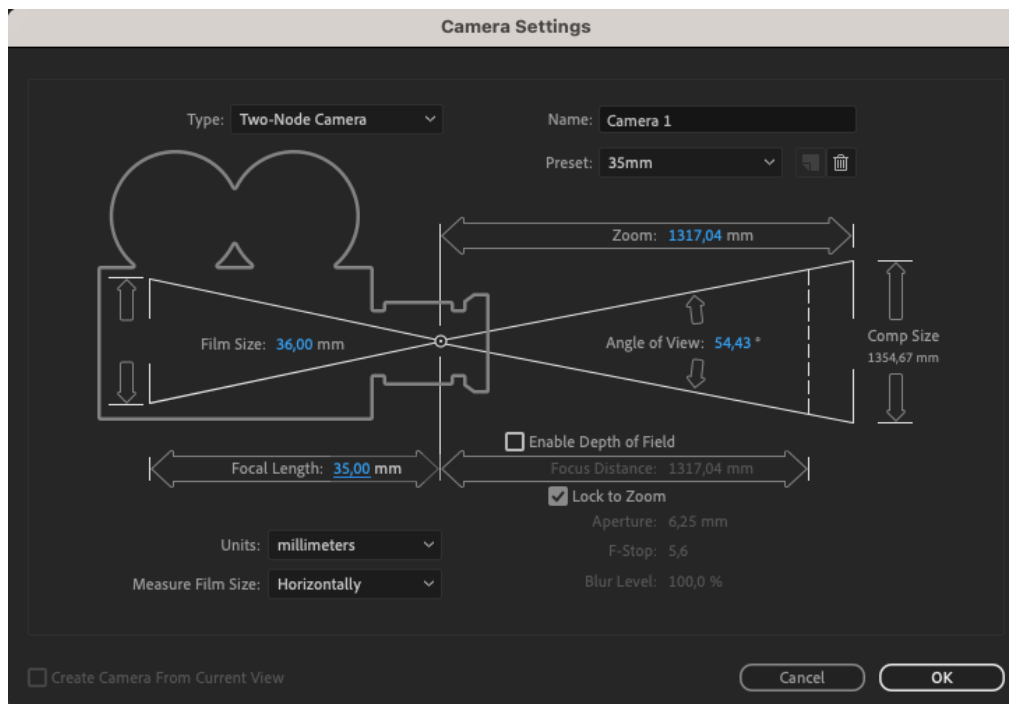 Camera Settings
Type: Two-Node Camera
Name: Camera 1
Preset: 35mm
Zoom: 1317,04 mm
Film Size: 36,00 mm
Angle of View: 54,43 °
Comp Size
1354,67 mm
Enable Depth of Field
Focal Length: 35,00 mm
Focus Distance: 1317,04 mm
Lock to Zoom
Aperture: 6,25 mm
Units: millimeters
F-Stop: 5,6
Measure Film Size: Horizontally
Blur Level: 100,0 %
Create Camera From Current View
Cancel
OK